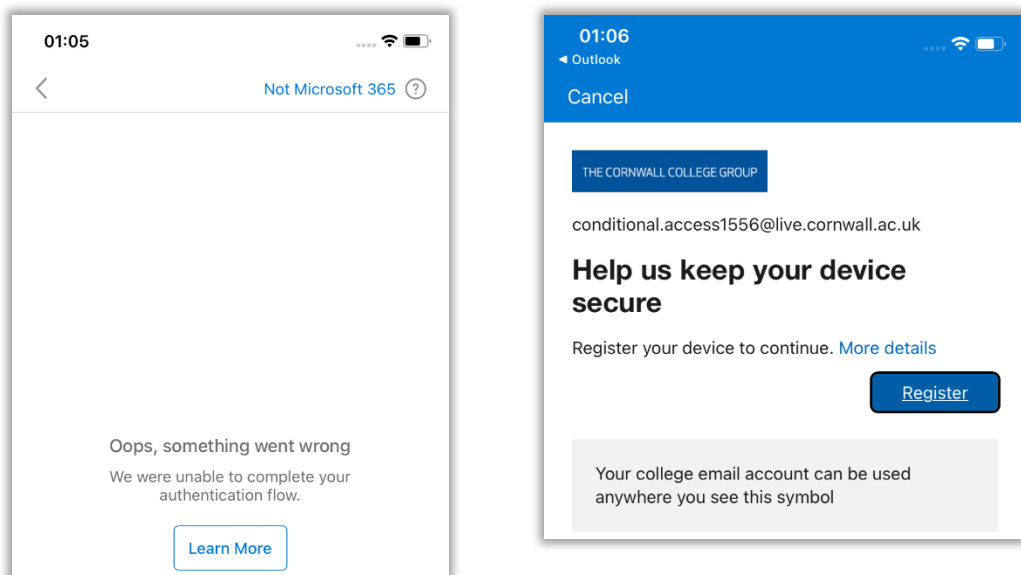 01:05
Not Microsoft 365 ?
Oops, something went wrong
We were unable to complete your
authentication flow.
Learn More
01:06
◀ Outlook
Cancel
THE CORNWALL COLLEGE GROUP
conditional.access1556@live.cornwall.ac.uk
Help us keep your device
secure
Register your device to continue. More details
Register
Your college email account can be used
anywhere you see this symbol